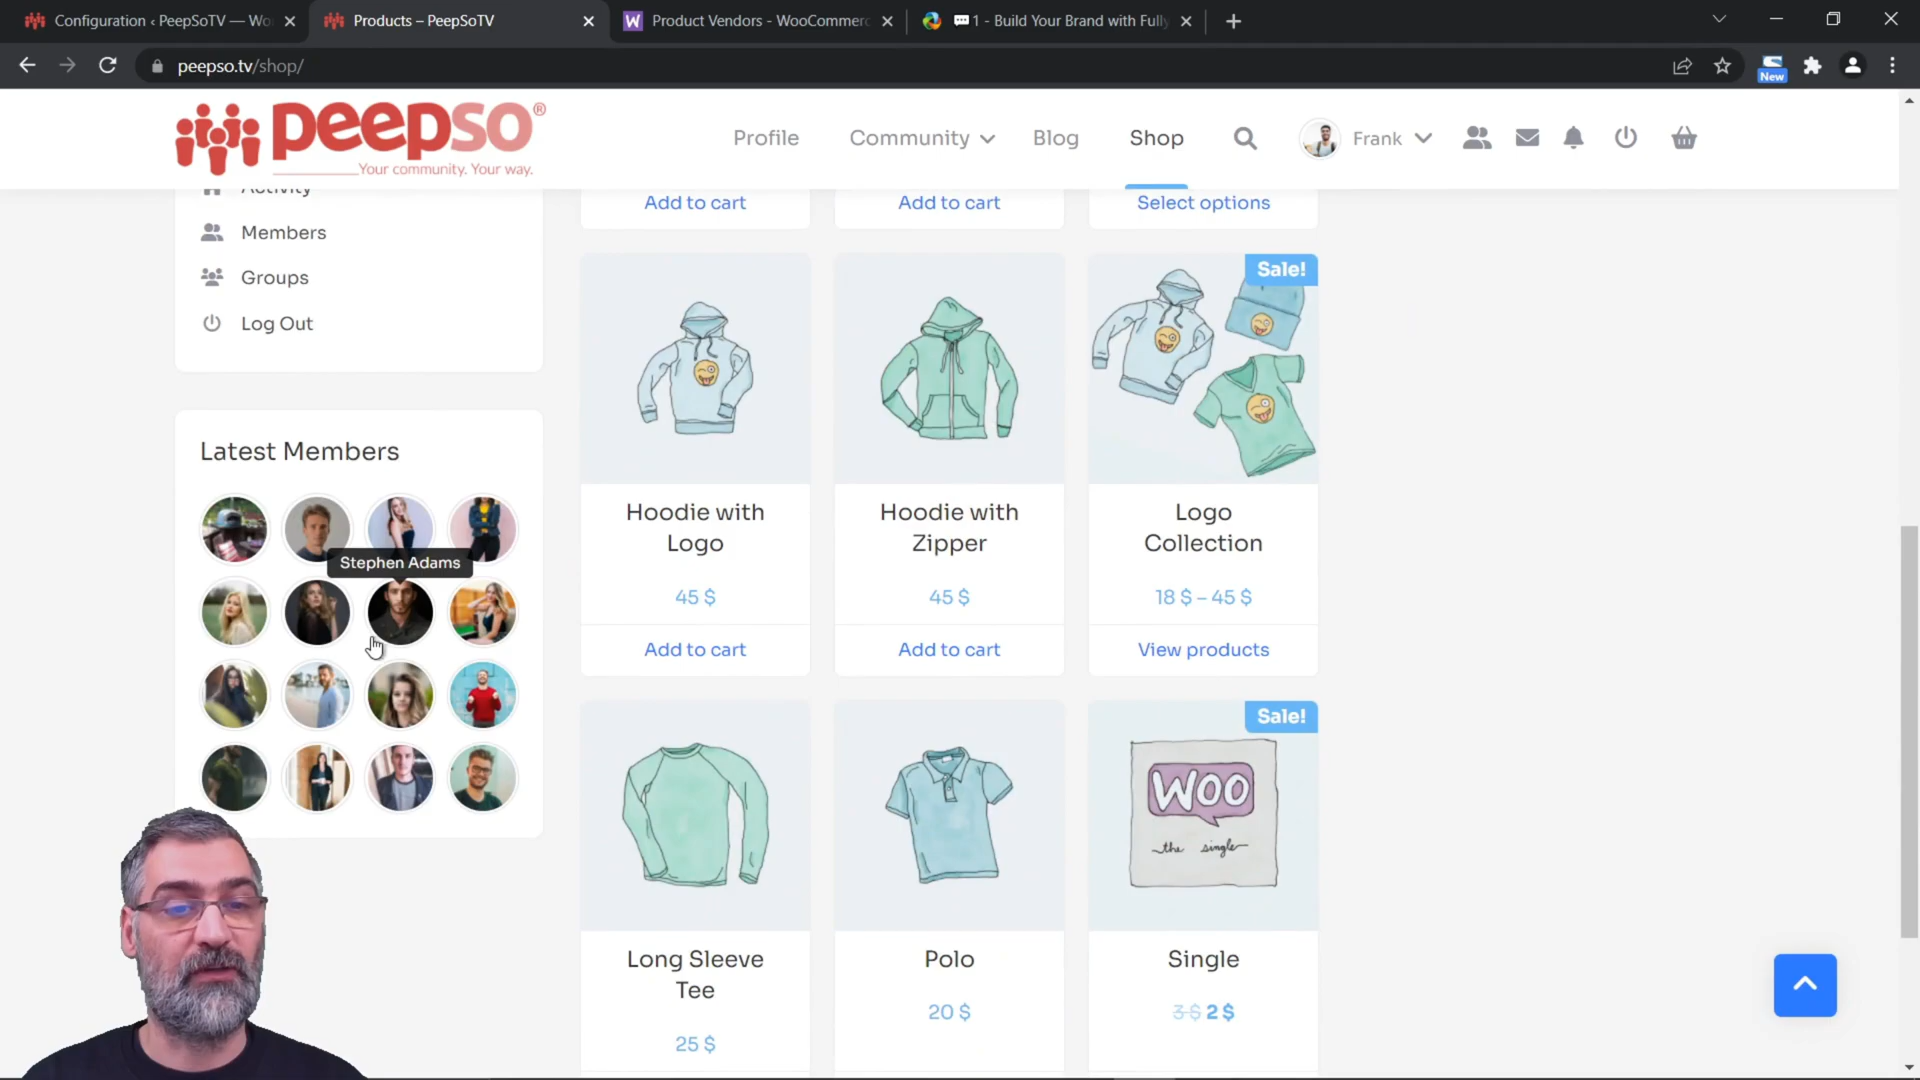 Configuration ‹ PeepSoTV — Wo
Products – PeepSoTV
Product Vendors - WooCommerc
1 - Build Your Brand with Fully
peepso.tv/shop/
New
peepso®
Your community. Your way.
Profile
Community
Blog
Shop
Frank
Activity
Members
Groups
Log Out
Add to cart
Add to cart
Select options
Latest Members
Stephen Adams
Sale!
Hoodie with
Logo
45 $
Add to cart
Hoodie with
Zipper
45 $
Add to cart
Logo
Collection
18 $ – 45 $
View products
Sale!
WOO
the single
Long Sleeve
Tee
25 $
Polo
20 $
Single
3 $ 2 $